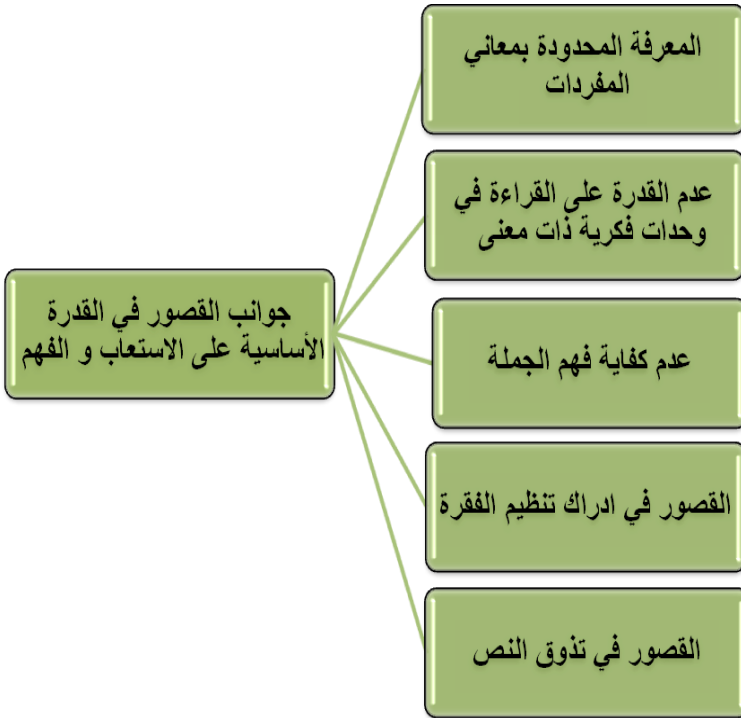 جوانب القصور في القدرة
الأساسية على الاستعاب و الفهم
المعرفة المحدودة بمعاني
المفردات
عدم القدرة على القراءة في
وحدات فكرية ذات معنى
عدم كفاية فهم الجملة
القصور في ادراك تنظيم الفقرة
القصور في تذوق النص